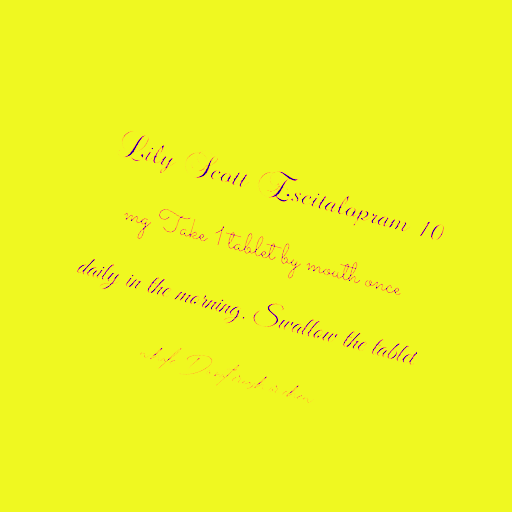 Lily Scott Escitalopram 10
mg Take 1 tablet by mouth once
daily in the morning. Swallow the tablet